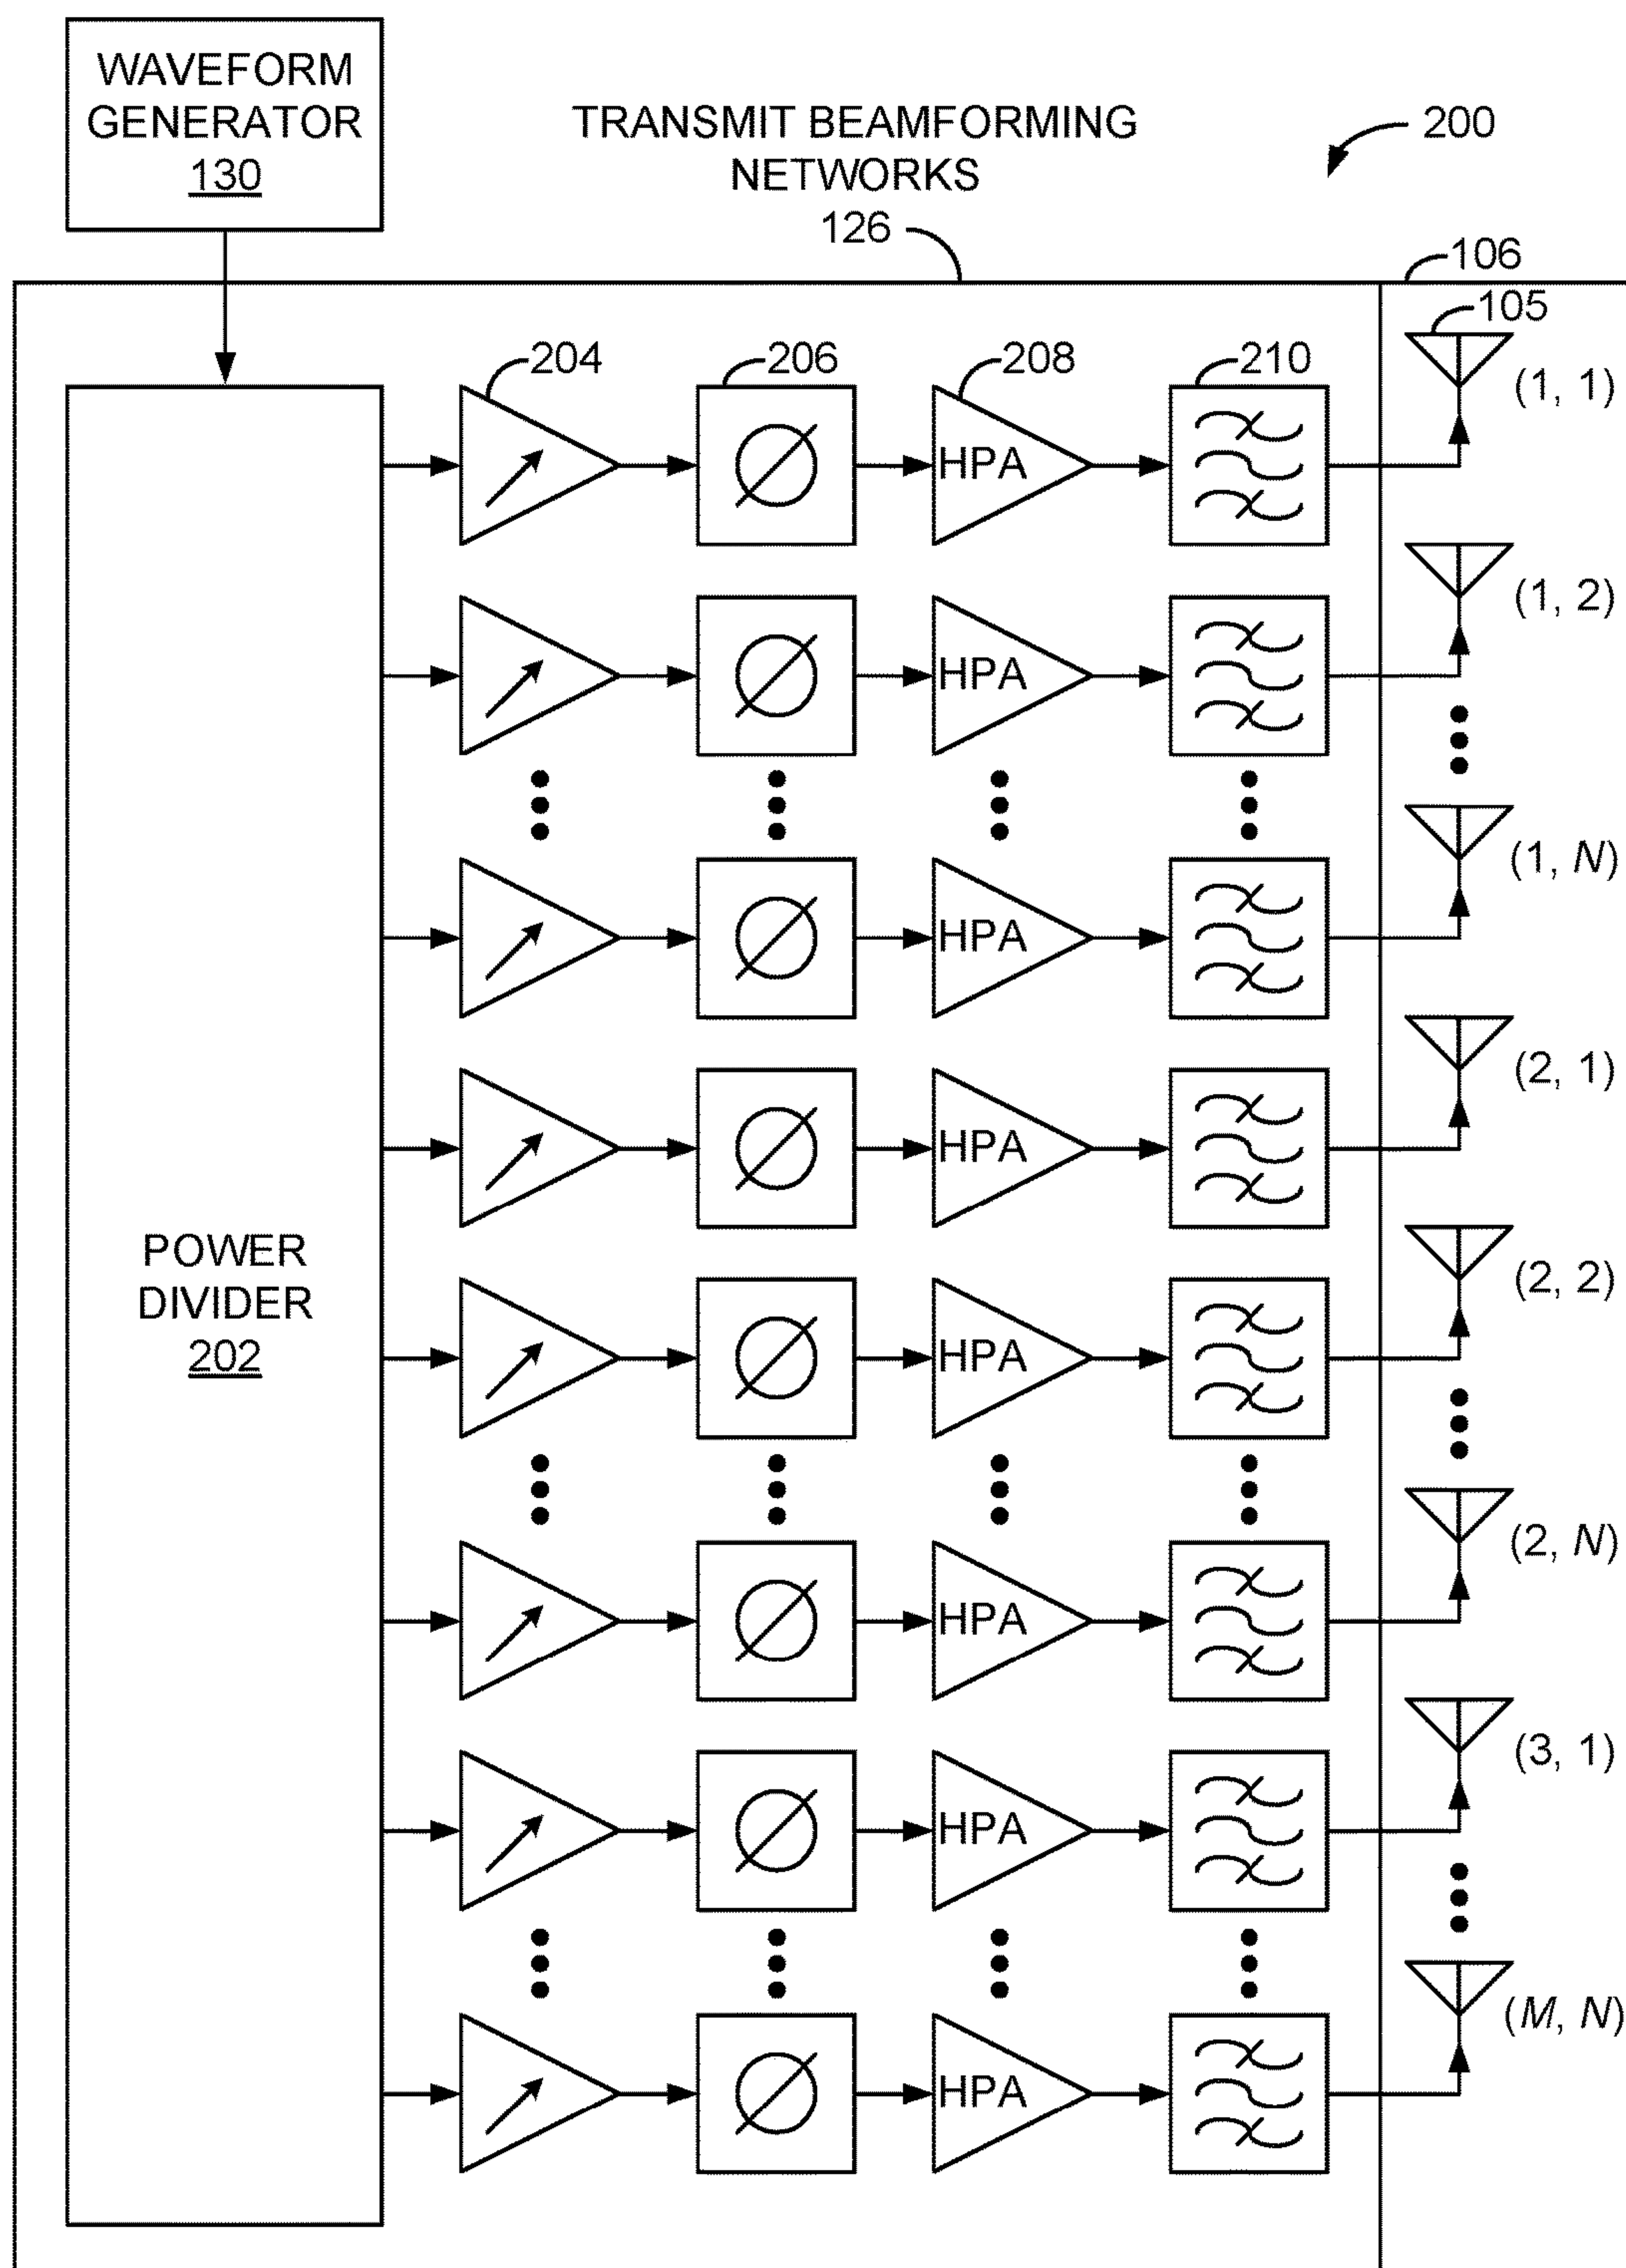 WAVEFORM
GENERATOR
130
TRANSMIT BEAMFORMING
NETWORKS
126
200
106
105
204
206
208
210
HPA
(1, 1)
HPA
(1, 2)
HPA
(1, N)
HPA
(2, 1)
POWER
DIVIDER
202
HPA
(2, 2)
HPA
(2, N)
HPA
(3, 1)
HPA
(M, N)